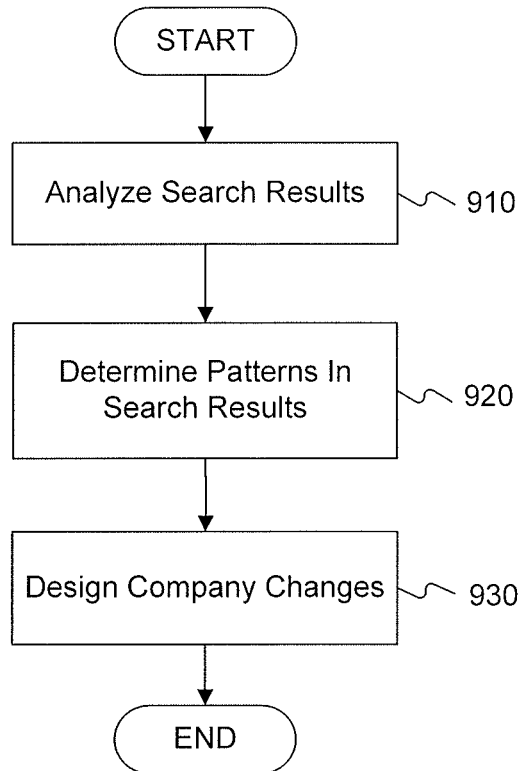 START
Analyze Search Results
910
Determine Patterns In
Search Results
920
Design Company Changes
930
END